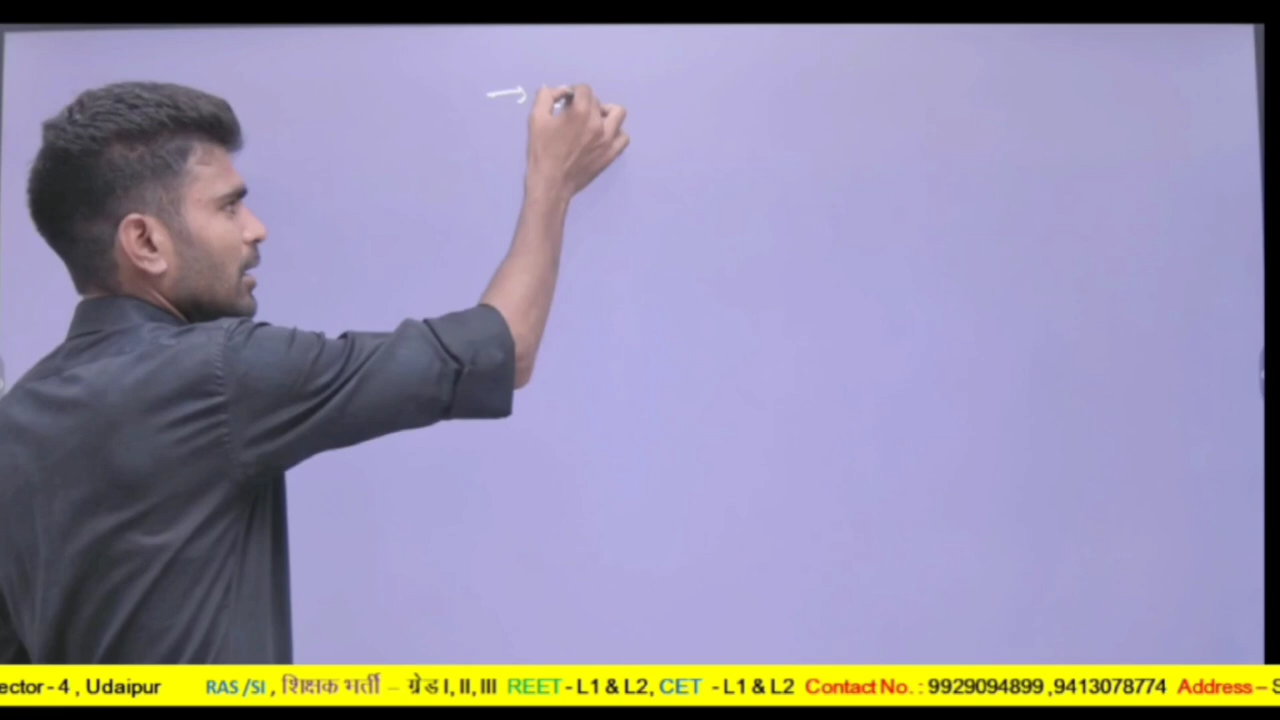 →
ector - 4 , Udaipur RAS /SI , शिक्षक भर्ती – ग्रेड I, II, III REET - L1 & L2, CET - L1 & L2 Contact No. : 9929094899 ,9413078774 Address – S